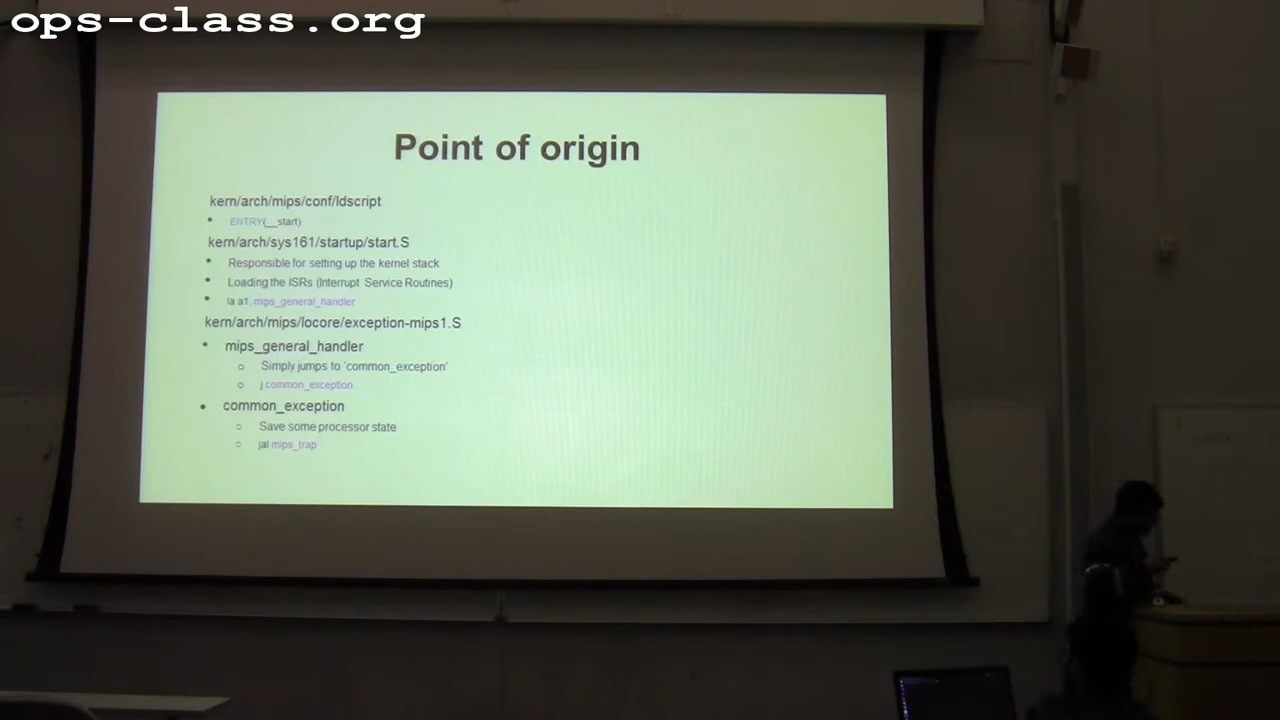 ops-class.org
Point of origin
kern/arch/mips/conf/ldscript
• ENTRY(__start)
kern/arch/sys161/startup/start.S
• Responsible for setting up the kernel stack
• Loading the ISRs (Interrupt Service Routines)
• la a1, mips_general_handler
kern/arch/mips/locore/exception-mips1.S
• mips_general_handler
○ Simply jumps to 'common_exception'
○ j common_exception
• common_exception
○ Save some processor state
○ jal mips_trap